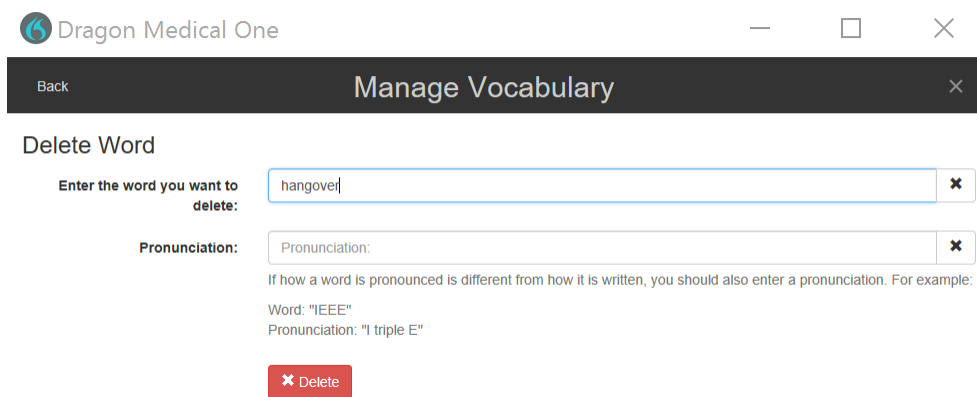 Dragon Medical One
Back
Manage Vocabulary
Delete Word
Enter the word you want to
delete:
hangover
Pronunciation:
Pronunciation:
If how a word is pronounced is different from how it is written, you should also enter a pronunciation. For example:
Word: "IEEE"
Pronunciation: "I triple E"
Delete